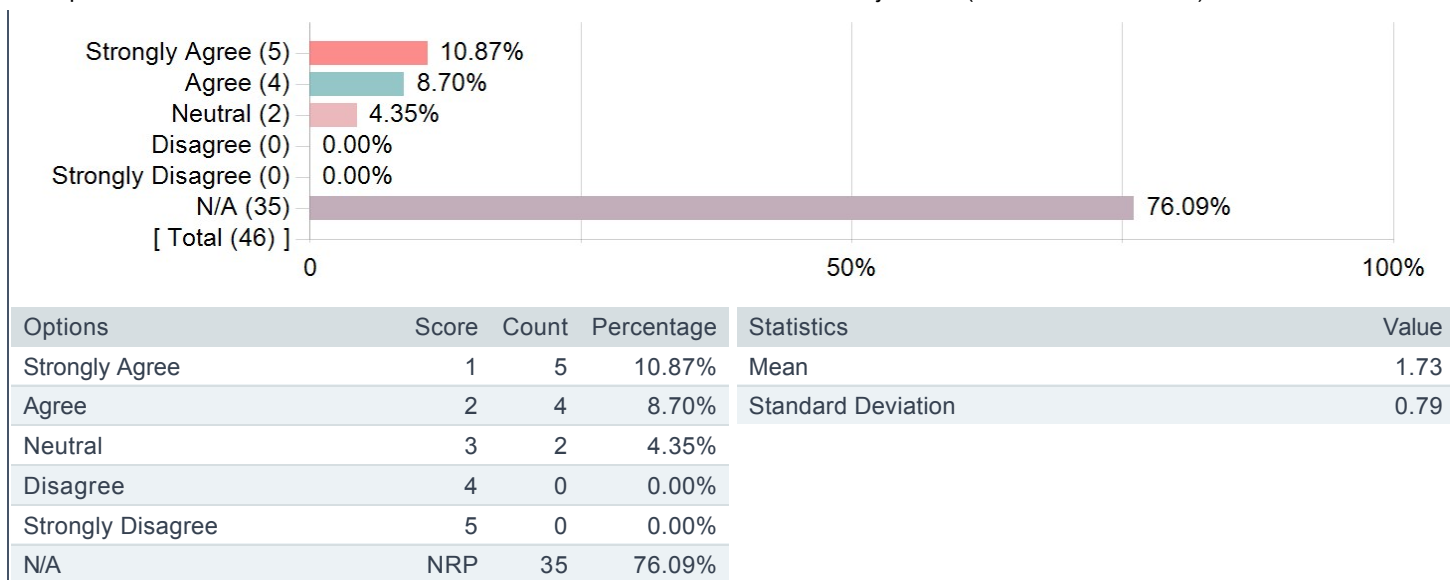 Strongly Agree (5) 10.87%
Agree (4) 8.70%
Neutral (2) 4.35%
Disagree (0) 0.00%
Strongly Disagree (0) 0.00%
N/A (35) 76.09%
[ Total (46) ]
0 50% 100%
Options Score Count Percentage
Strongly Agree 1 5 10.87%
Agree 2 4 8.70%
Neutral 3 2 4.35%
Disagree 4 0 0.00%
Strongly Disagree 5 0 0.00%
N/A NRP 35 76.09%
Statistics Value
Mean 1.73
Standard Deviation 0.79